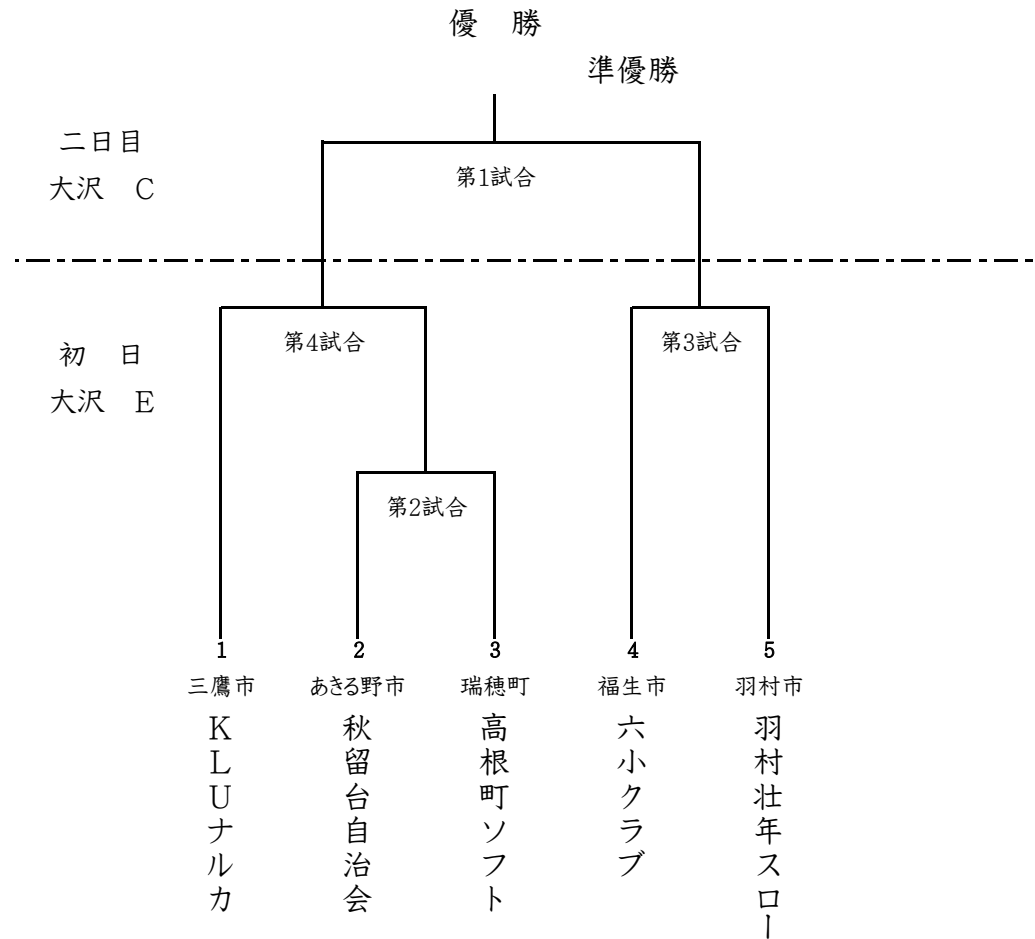 優　勝
準優勝
二日目
大沢　C
第1試合
第4試合
第3試合
初　日
大沢　E
第2試合
1
2
3
4
5
三鷹市
あきる野市
瑞穂町
福生市
羽村市
KLUナルカ
秋留台自治会
高根町ソフト
六小クラブ
羽村壮年スロー